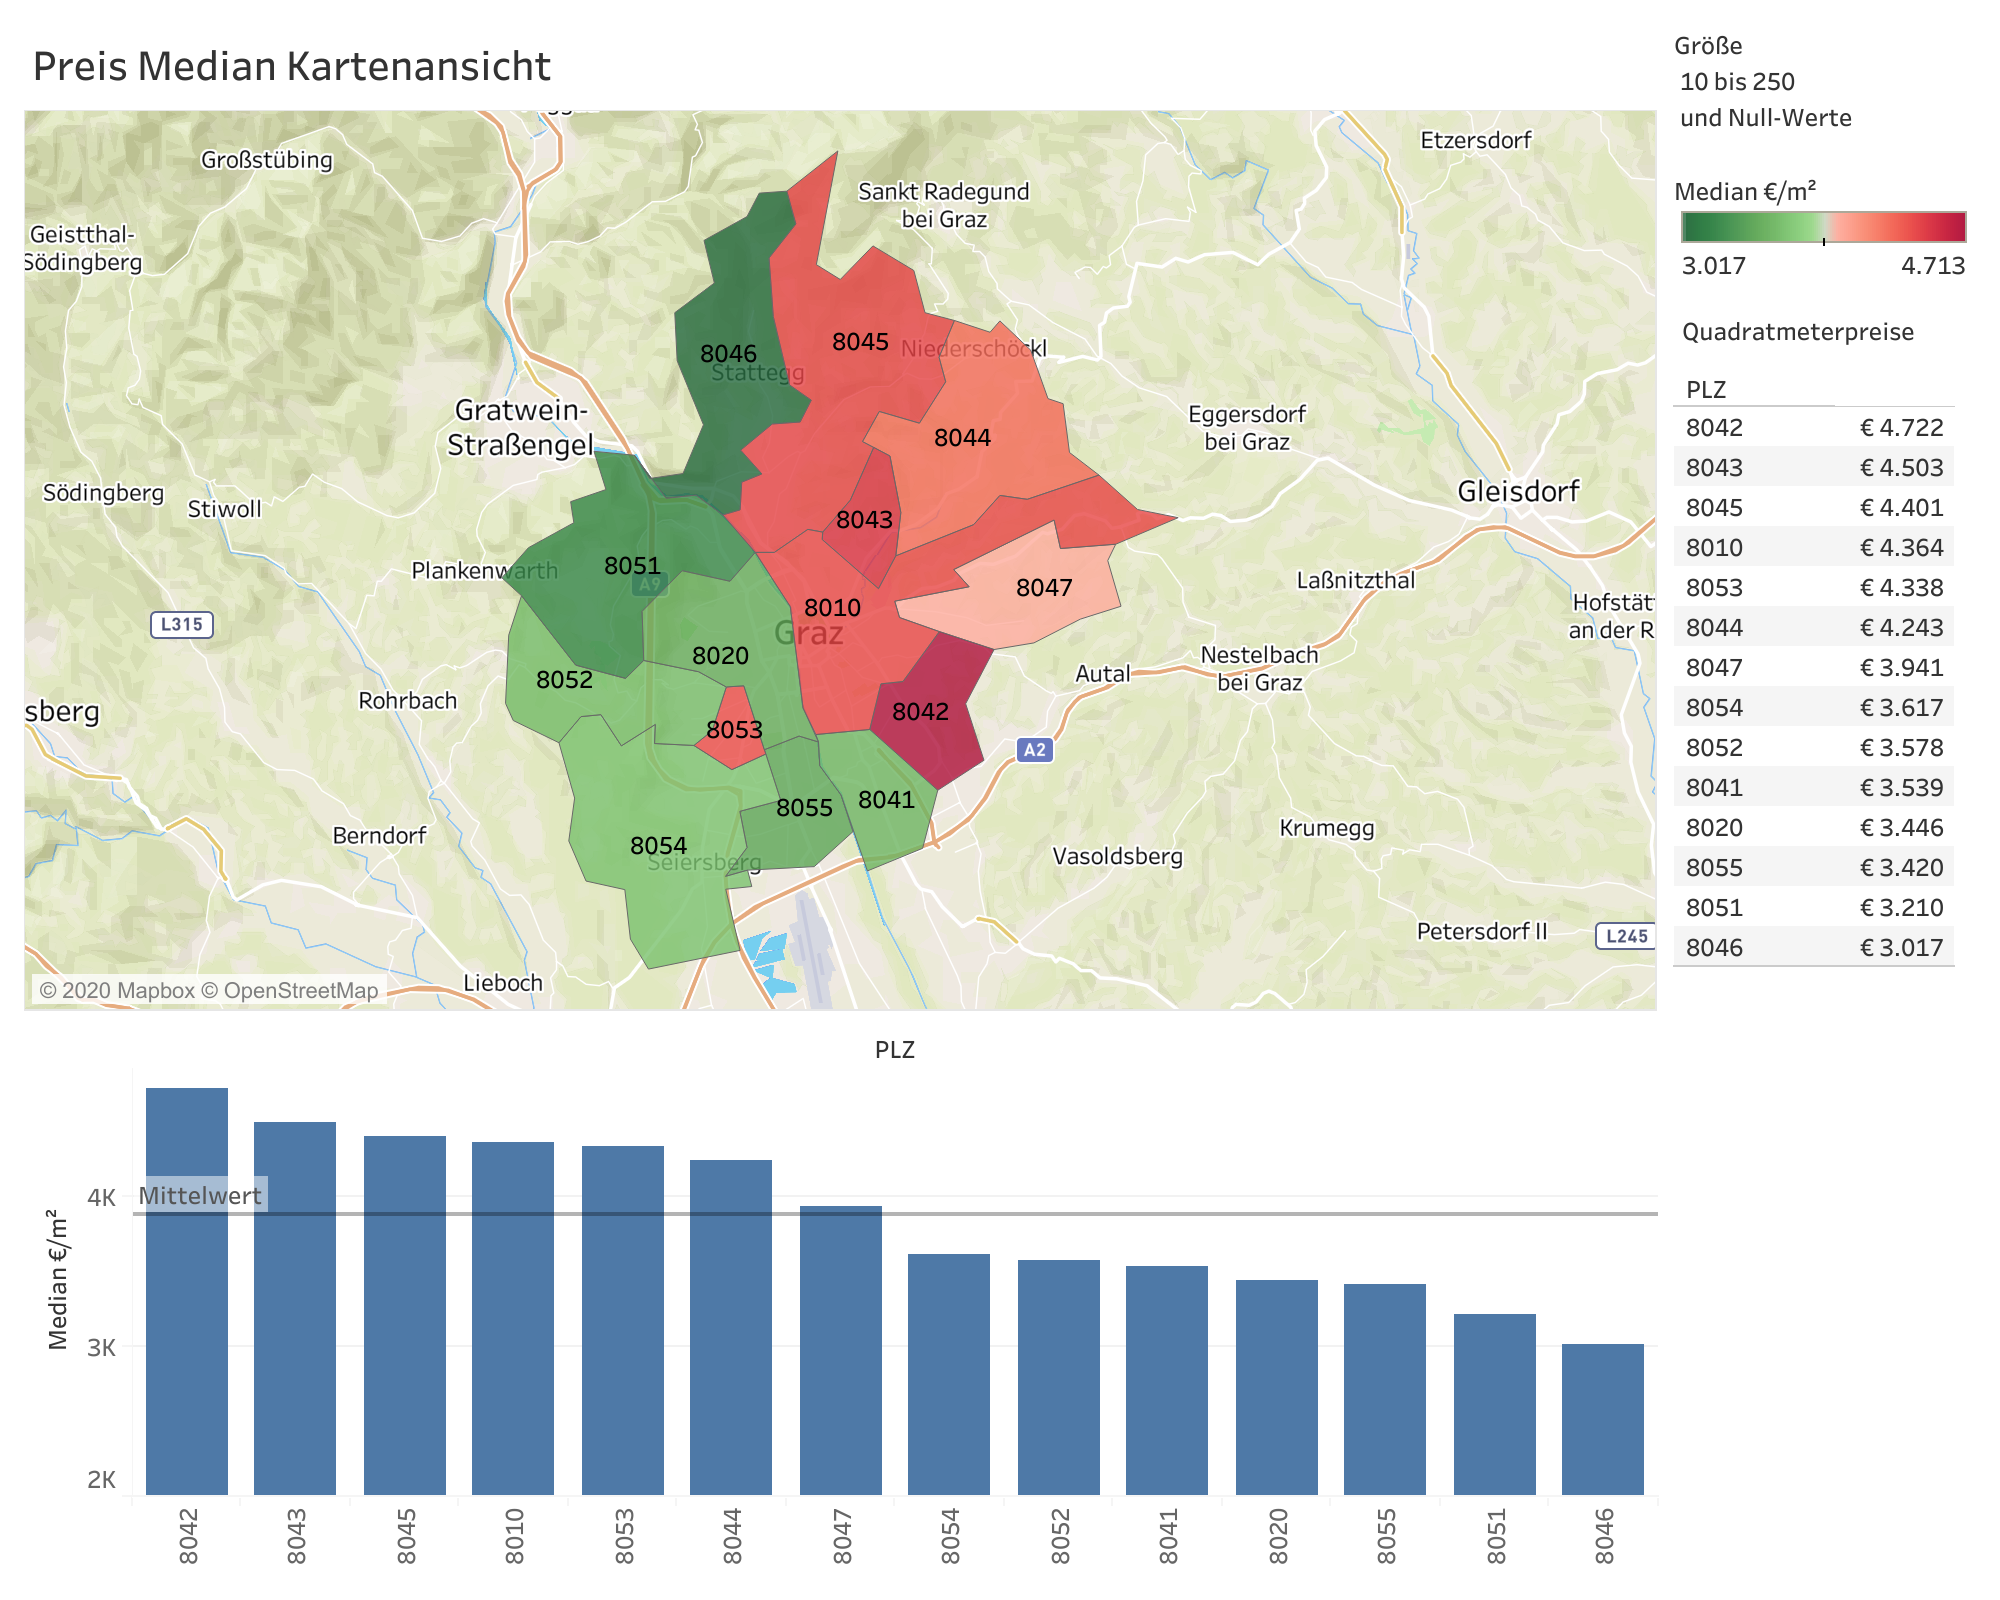 Preis Median Kartenansicht
Großstübing
Sankt Radegund
bei Graz
Etzersdorf
Geistthal-
Södingberg
8046
Stattegg
8045
Niederschöckl
Gratwein-
Straßengel
8044
Eggersdorf
bei Graz
Södingberg
Stiwoll
8043
Gleisdorf
Plankenwarth
8051
A9
8047
Laßnitzthal
8010
Graz
L315
8020
8052
Rohrbach
8053
8042
Autal
Nestelbach
bei Graz
an der R
sberg
A2
8055
8041
Berndorf
8054
Seiersberg
Vasoldsberg
Krumegg
Petersdorf II
L245
Lieboch
© 2020 Mapbox © OpenStreetMap
Größe
10 bis 250
und Null-Werte
Median €/m²
3.017 4.713
Quadratmeterpreise
PLZ
8042 € 4.722
8043 € 4.503
8045 € 4.401
8010 € 4.364
8053 € 4.338
8044 € 4.243
8047 € 3.941
8054 € 3.617
8052 € 3.578
8041 € 3.539
8020 € 3.446
8055 € 3.420
8051 € 3.210
8046 € 3.017
PLZ
Median €/m²
4K
Mittelwert
3K
2K
8042 8043 8045 8010 8053 8044 8047 8054 8052 8041 8020 8055 8051 8046